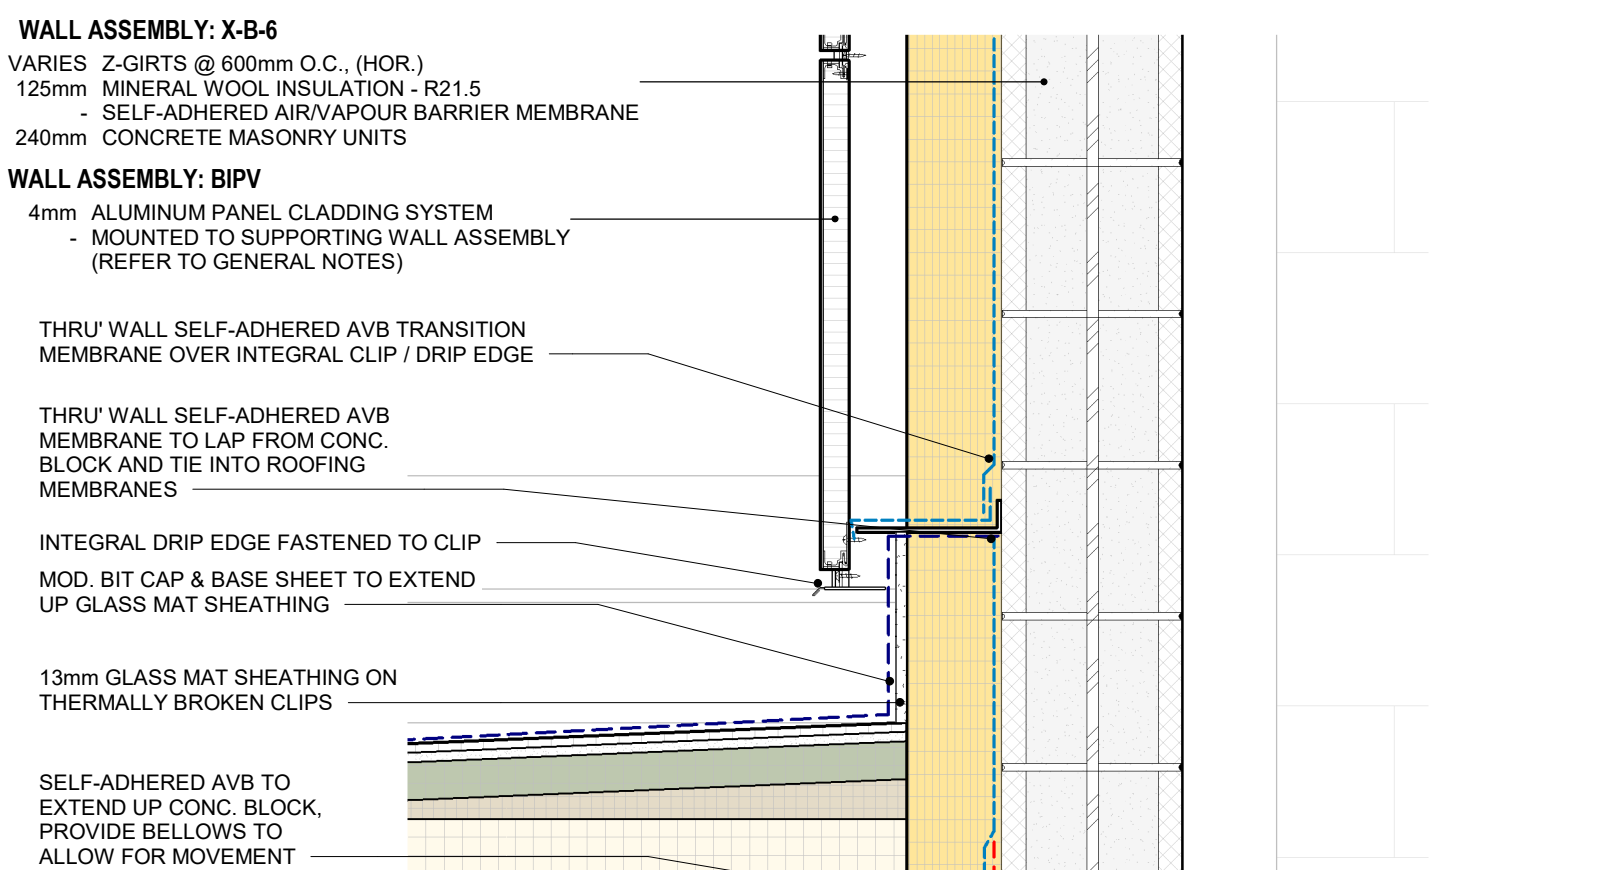 WALL ASSEMBLY: X-B-6
VARIES Z-GIRTS @ 600mm O.C., (HOR.)
125mm MINERAL WOOL INSULATION - R21.5
- SELF-ADHERED AIR/VAPOUR BARRIER MEMBRANE
240mm CONCRETE MASONRY UNITS
WALL ASSEMBLY: BIPV
4mm ALUMINUM PANEL CLADDING SYSTEM
- MOUNTED TO SUPPORTING WALL ASSEMBLY
(REFER TO GENERAL NOTES)
THRU' WALL SELF-ADHERED AVB TRANSITION
MEMBRANE OVER INTEGRAL CLIP / DRIP EDGE
THRU' WALL SELF-ADHERED AVB
MEMBRANE TO LAP FROM CONC.
BLOCK AND TIE INTO ROOFING
MEMBRANES
INTEGRAL DRIP EDGE FASTENED TO CLIP
MOD. BIT CAP & BASE SHEET TO EXTEND
UP GLASS MAT SHEATHING
13mm GLASS MAT SHEATHING ON
THERMALLY BROKEN CLIPS
SELF-ADHERED AVB TO
EXTEND UP CONC. BLOCK,
PROVIDE BELLOWS TO
ALLOW FOR MOVEMENT